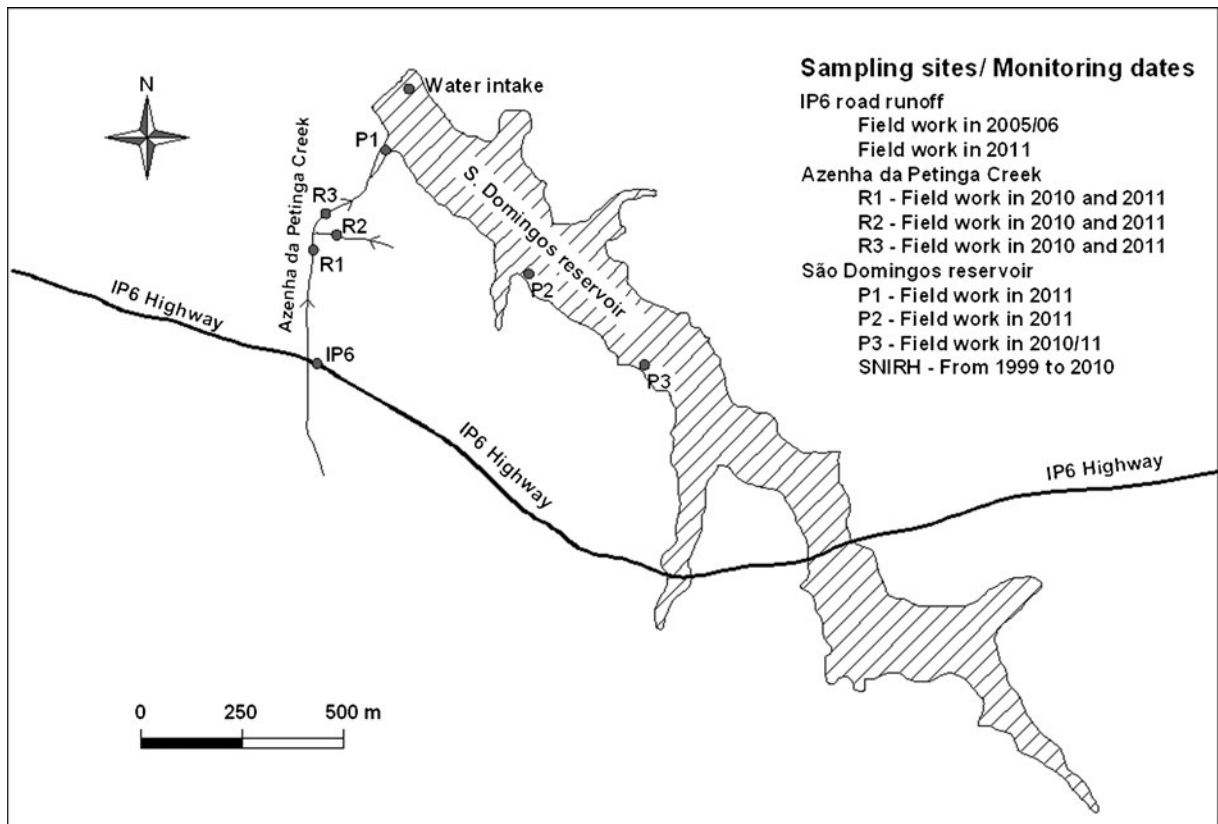 Sampling sites/ Monitoring dates
IP6 road runoff
Field work in 2005/06
Field work in 2011
Azenha da Petinga Creek
R1 - Field work in 2010 and 2011
R2 - Field work in 2010 and 2011
R3 - Field work in 2010 and 2011
São Domingos reservoir
P1 - Field work in 2011
P2 - Field work in 2011
P3 - Field work in 2010/11
SNIRH - From 1999 to 2010
N
Water intake
P1
Azenha da Petinga Creek
R3
R2
R1
S. Domingos reservoir
P2
IP6 Highway
IP6
P3
IP6 Highway
IP6 Highway
0 250 500 m